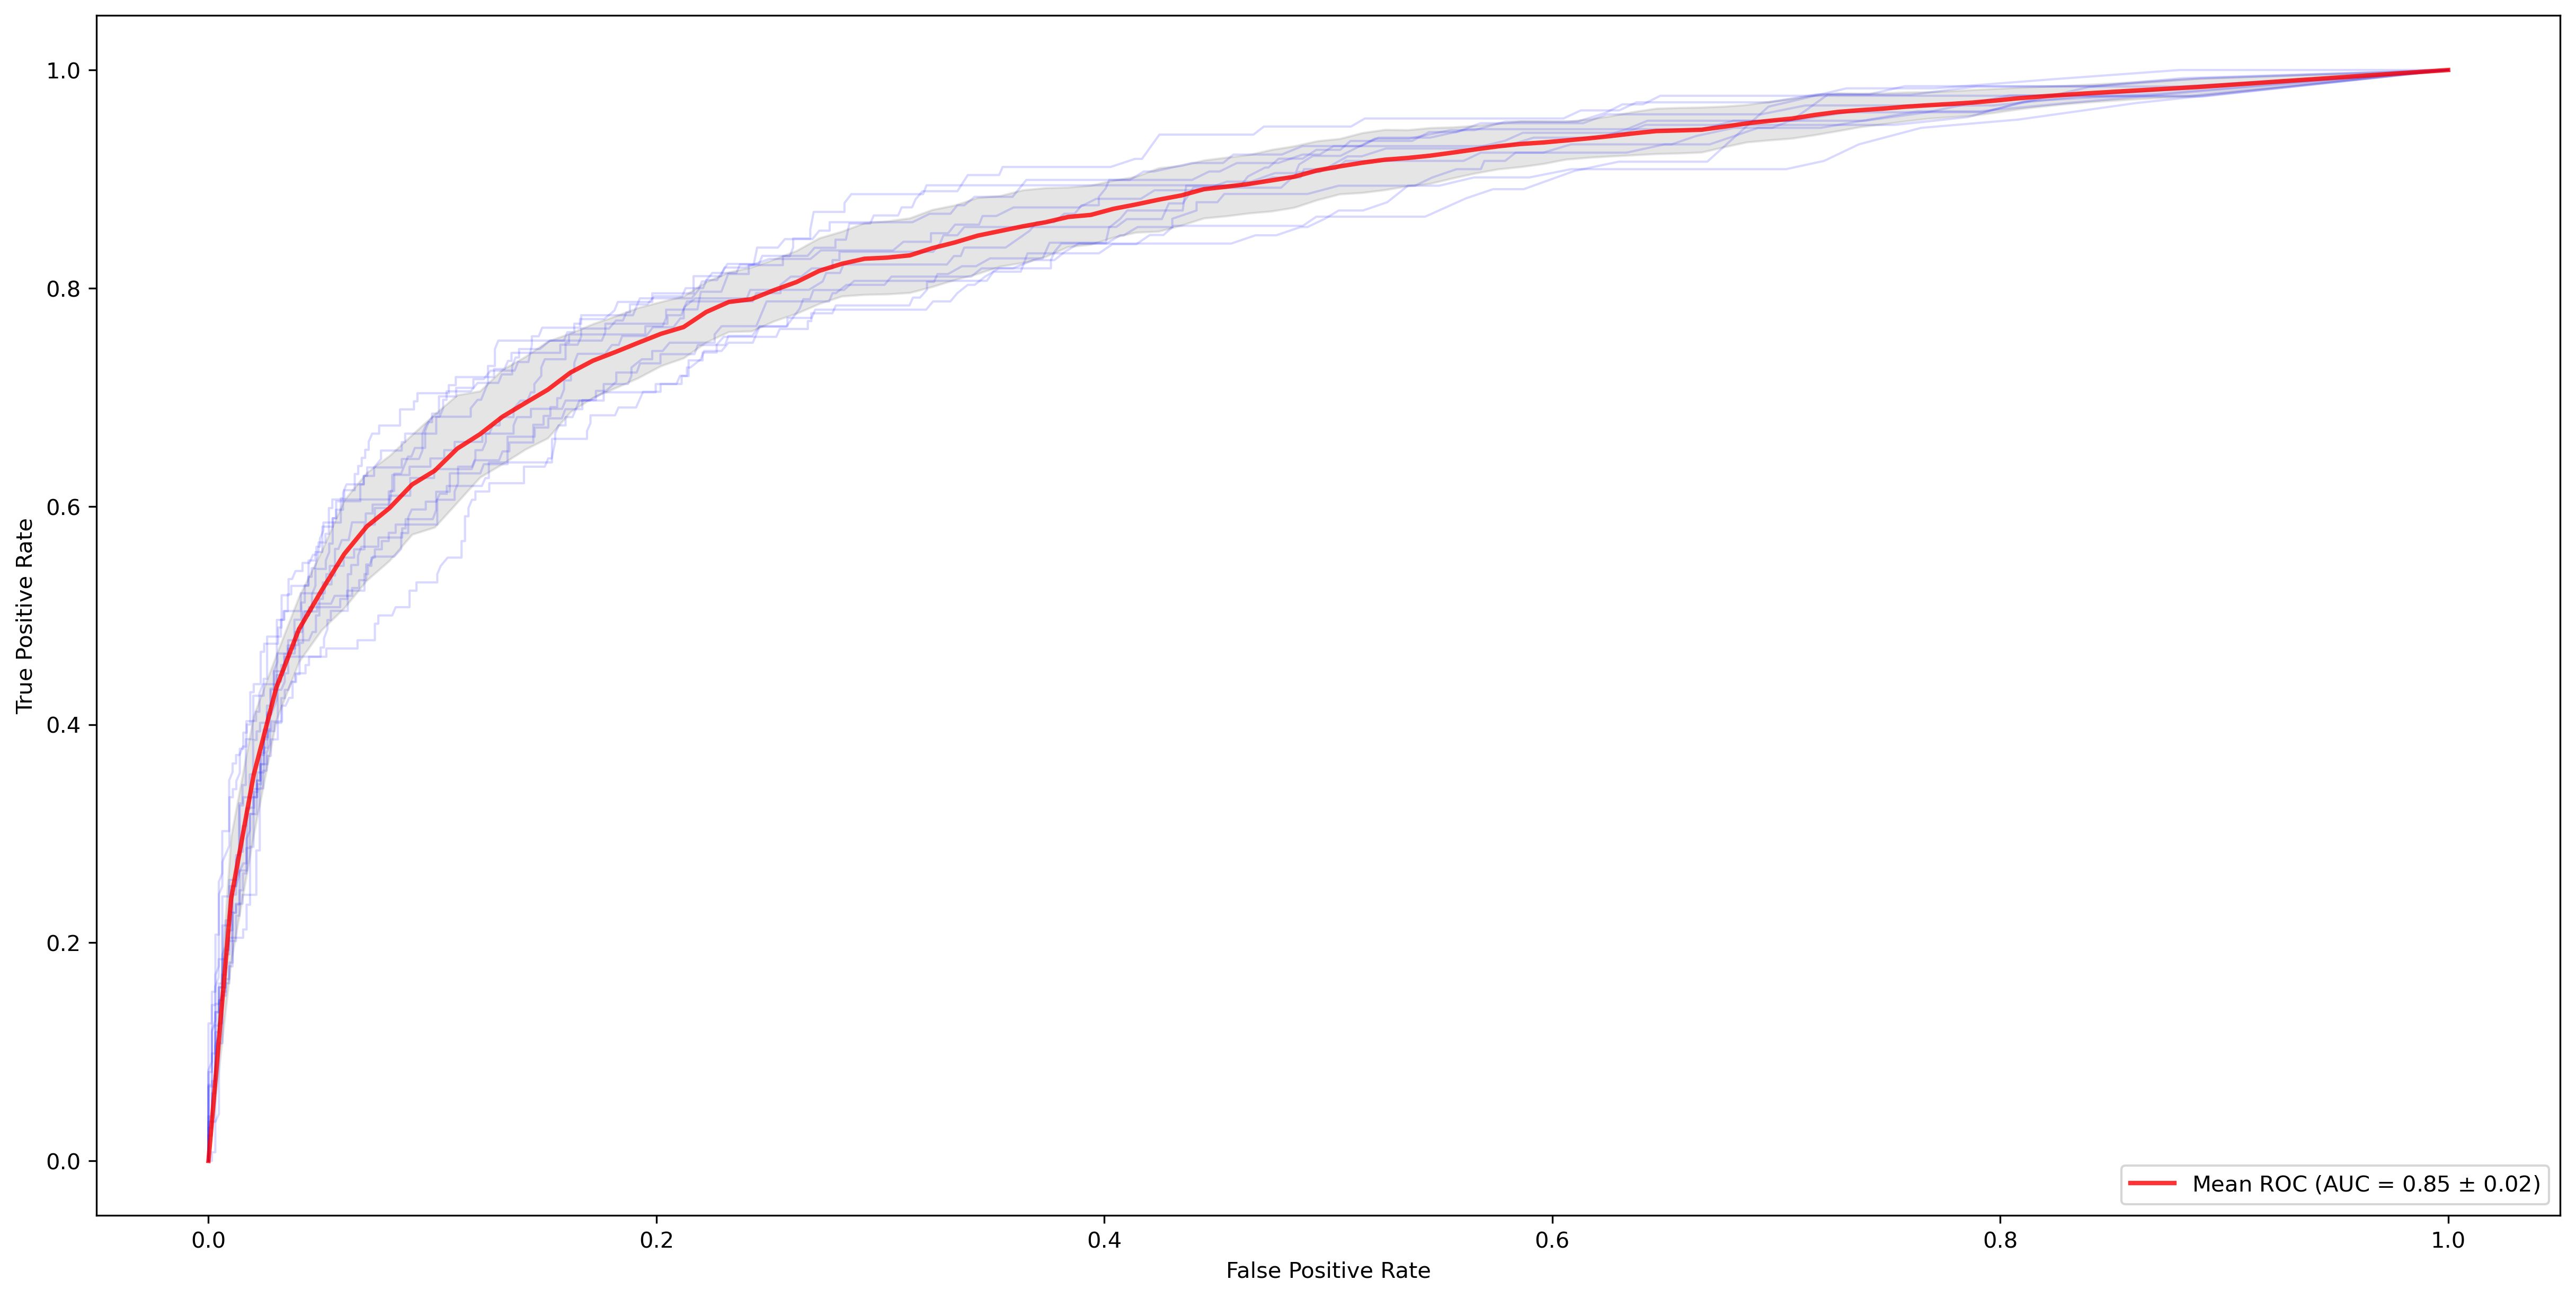 1.0
0.8
0.6
0.4
0.2
0.0
True Positive Rate
Mean ROC (AUC = 0.85 ± 0.02)
0.0 0.2 0.4 0.6 0.8 1.0
False Positive Rate